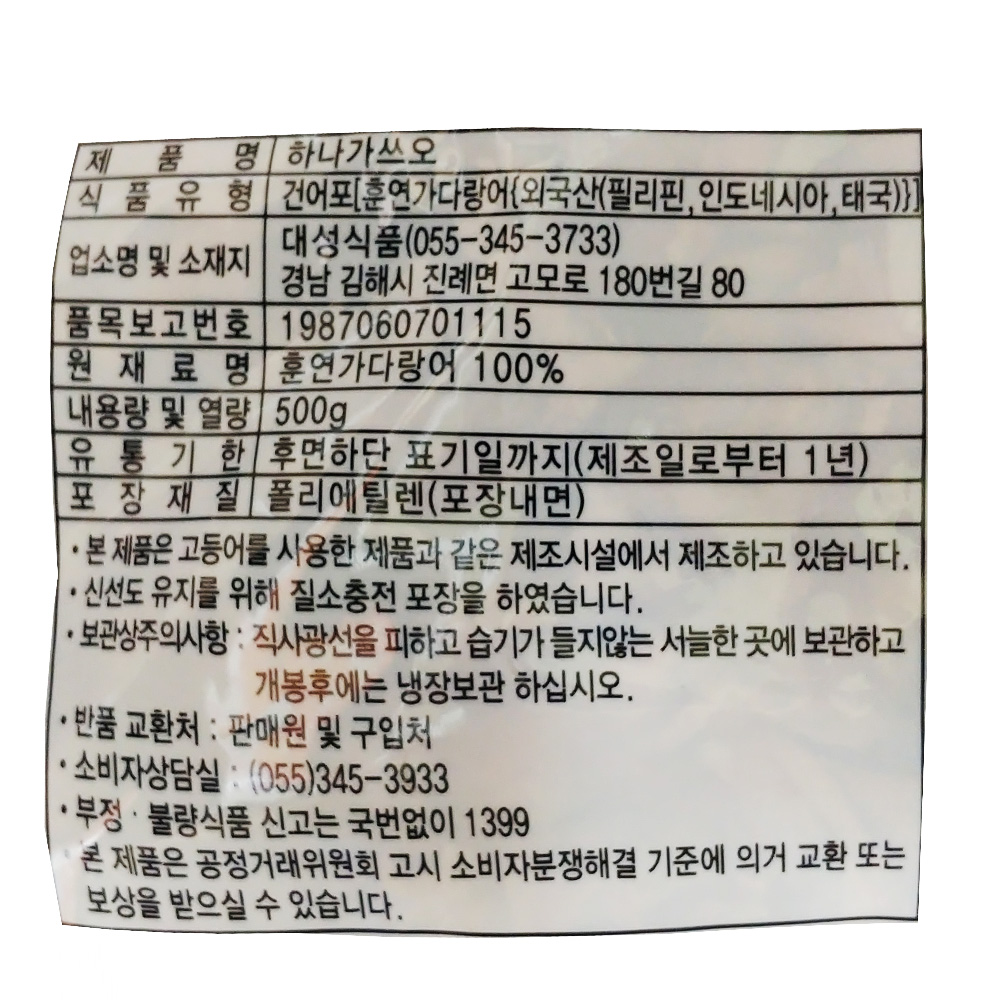 제 품 명 하나가쓰오
식 품 유 형 건어포[훈연가다랑어{외국산(필리핀,인도네시아,태국)}]
업소명 및 소재지 대성식품(055-345-3733)
경남 김해시 진례면 고모로 180번길 80
품목보고번호 1987060701115
원 재 료 명 훈연가다랑어 100%
내용량 및 열량 500g
유 통 기 한 후면하단 표기일까지(제조일로부터 1년)
포 장 재 질 폴리에틸렌(포장내면)
·본 제품은 고등어를 사용한 제품과 같은 제조시설에서 제조하고 있습니다.
·신선도 유지를 위해 질소충전 포장을 하였습니다.
·보관상주의사항 : 직사광선을 피하고 습기가 들지않는 서늘한 곳에 보관하고
개봉후에는 냉장보관 하십시오.
·반품 교환처 : 판매원 및 구입처
·소비자상담실 : (055)345-3933
·부정·불량식품 신고는 국번없이 1399
·본 제품은 공정거래위원회 고시 소비자분쟁해결 기준에 의거 교환 또는
보상을 받으실 수 있습니다.